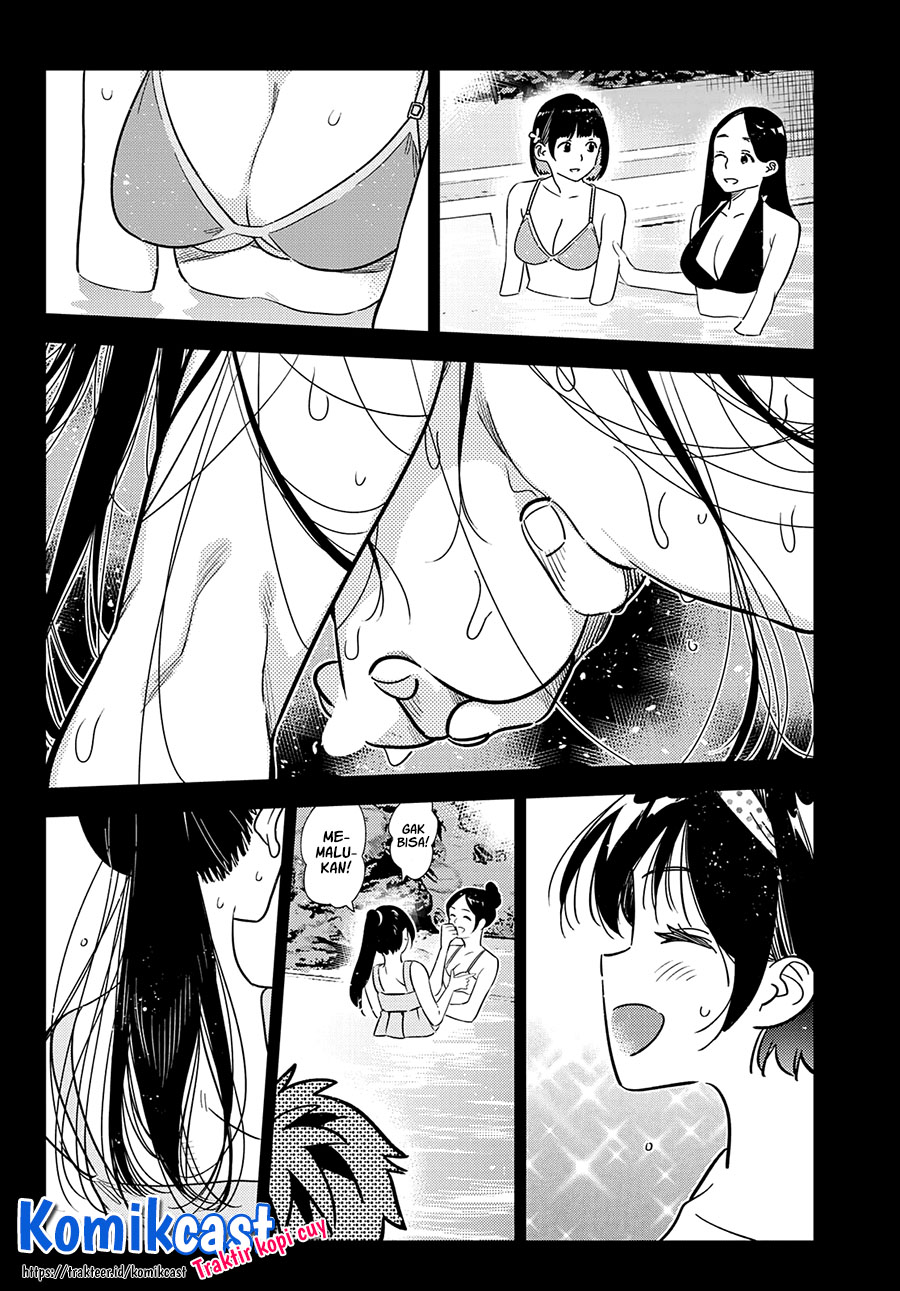 GAK
BISA!
ME-
MALU-
KAN!
Komikcast
Traktir kopi cuy
https://trakteer.id/komikcast